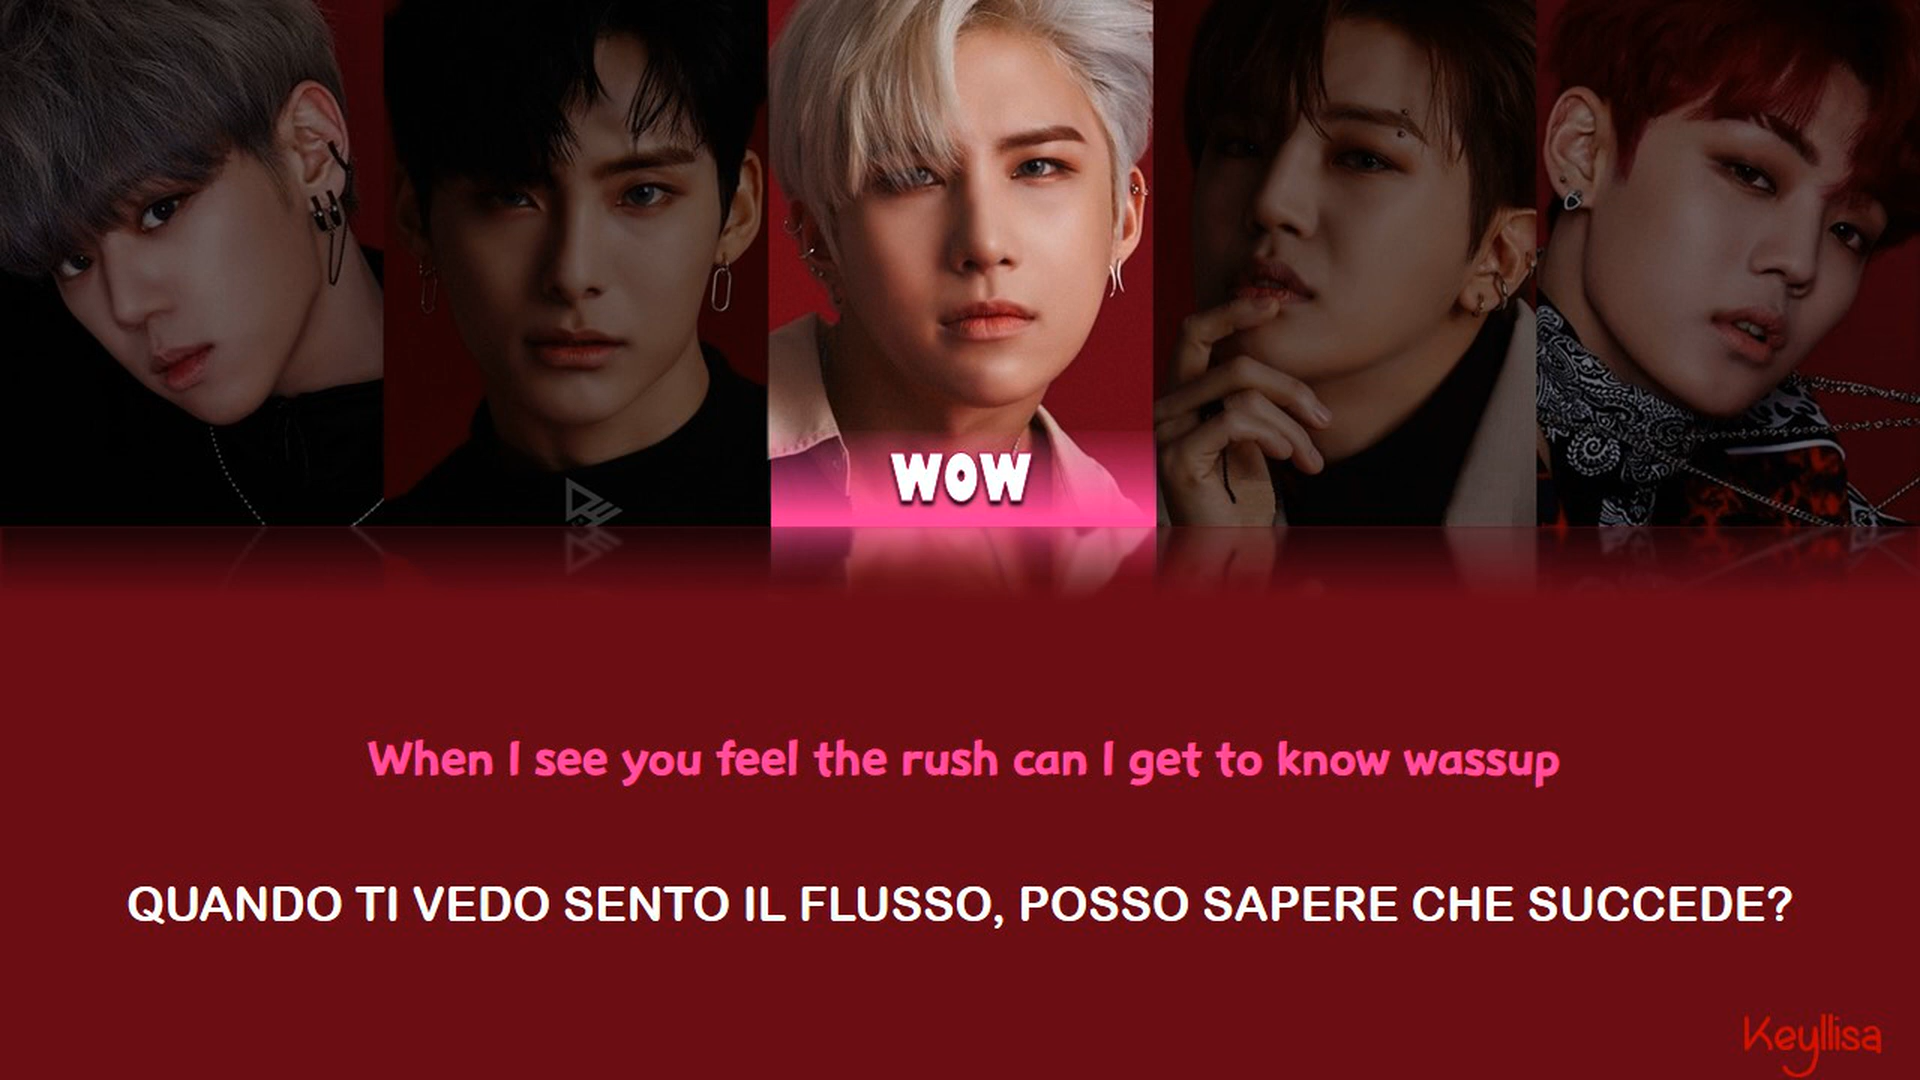 WOW
When I see you feel the rush can I get to know wassup
QUANDO TI VEDO SENTO IL FLUSSO, POSSO SAPERE CHE SUCCEDE?
Keyllisa